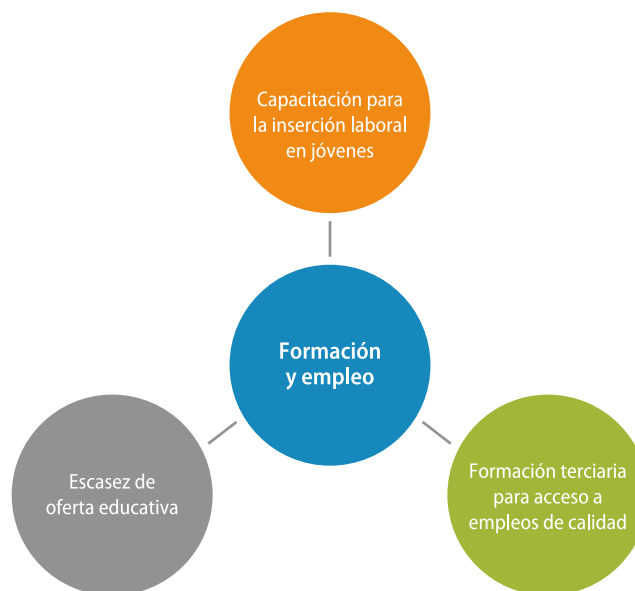 Capacitación para
la inserción laboral
en jóvenes
Formación
y empleo
Escasez de
oferta educativa
Formación terciaria
para acceso a
empleos de calidad